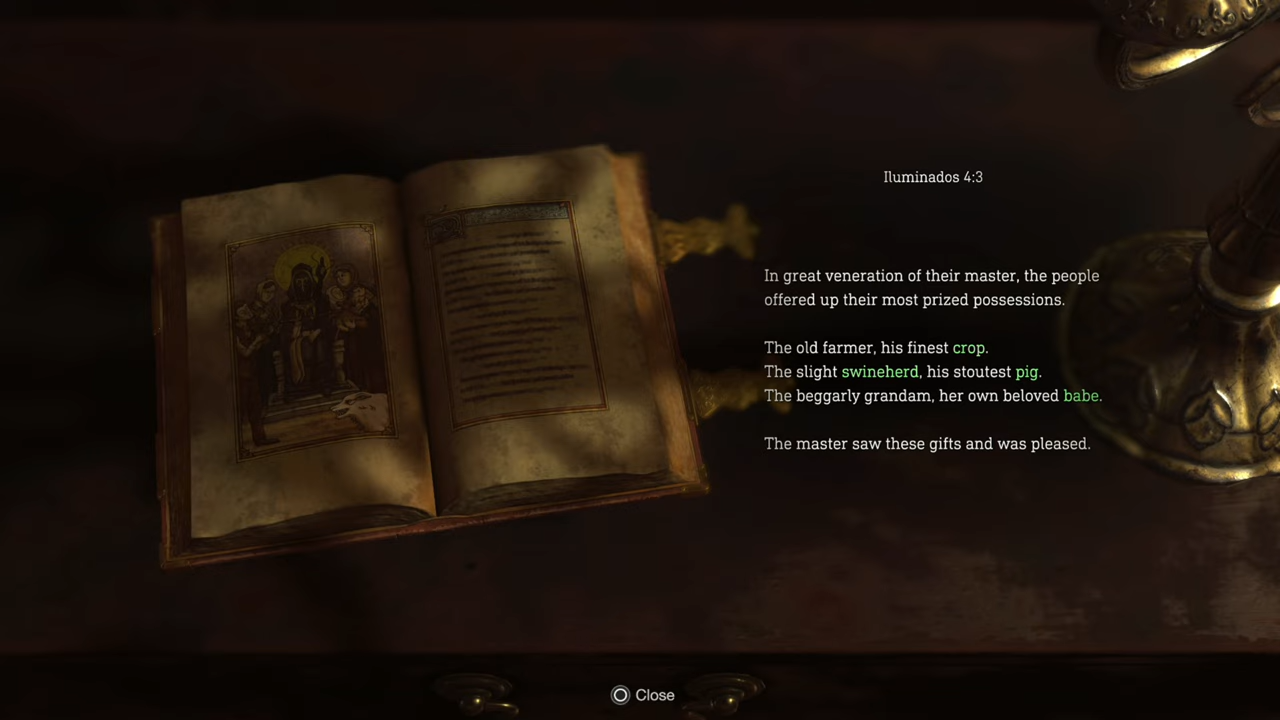 Iluminados 4:3
In great veneration of their master, the people
offered up their most prized possessions.
The old farmer, his finest crop.
The slight swineherd, his stoutest pig.
The beggarly grandam, her own beloved babe.
The master saw these gifts and was pleased.
Close